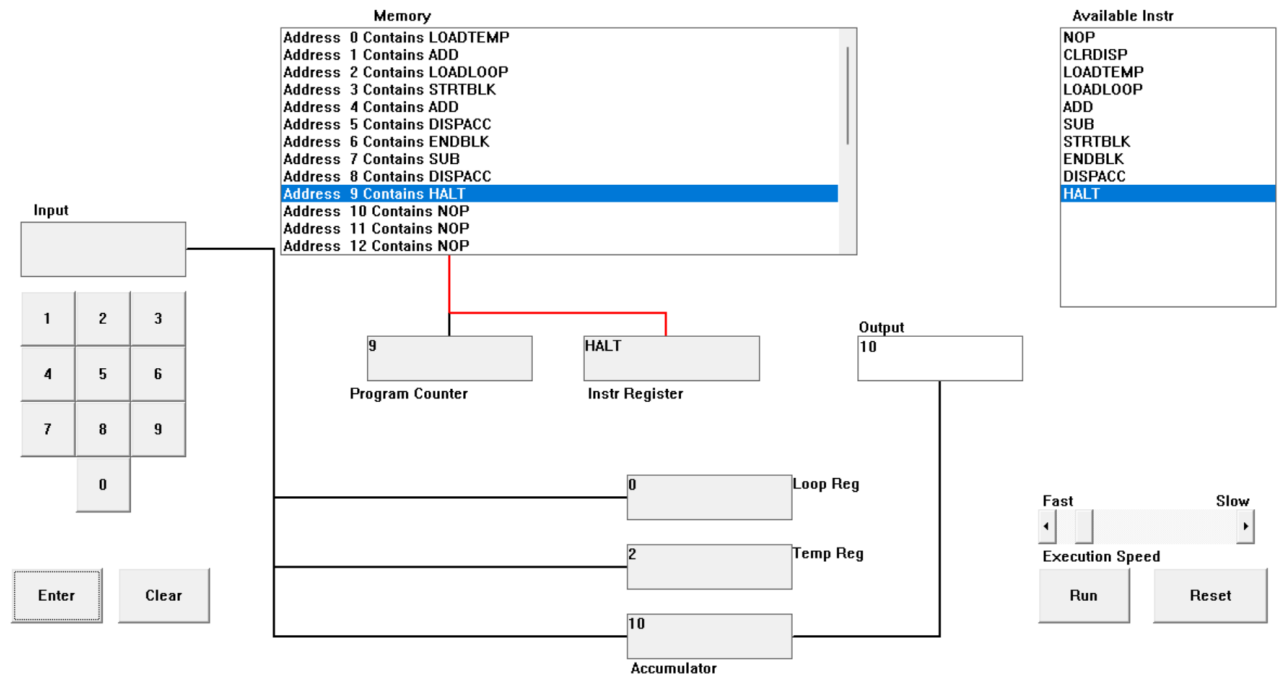 Memory
Address 0 Contains LOADTEMP
Address 1 Contains ADD
Address 2 Contains LOADLOOP
Address 3 Contains STRTBLK
Address 4 Contains ADD
Address 5 Contains DISPACC
Address 6 Contains ENDBLK
Address 7 Contains SUB
Address 8 Contains DISPACC
Address 9 Contains HALT
Address 10 Contains NOP
Address 11 Contains NOP
Address 12 Contains NOP
Available Instr
NOP
CLRDISP
LOADTEMP
LOADLOOP
ADD
SUB
STRTBLK
ENDBLK
DISPACC
HALT
Input
1 2 3
4 5 6
7 8 9
0
Enter Clear
9
Program Counter
HALT
Instr Register
Output
10
0
Loop Reg
2
Temp Reg
10
Accumulator
Fast Slow
Execution Speed
Run Reset